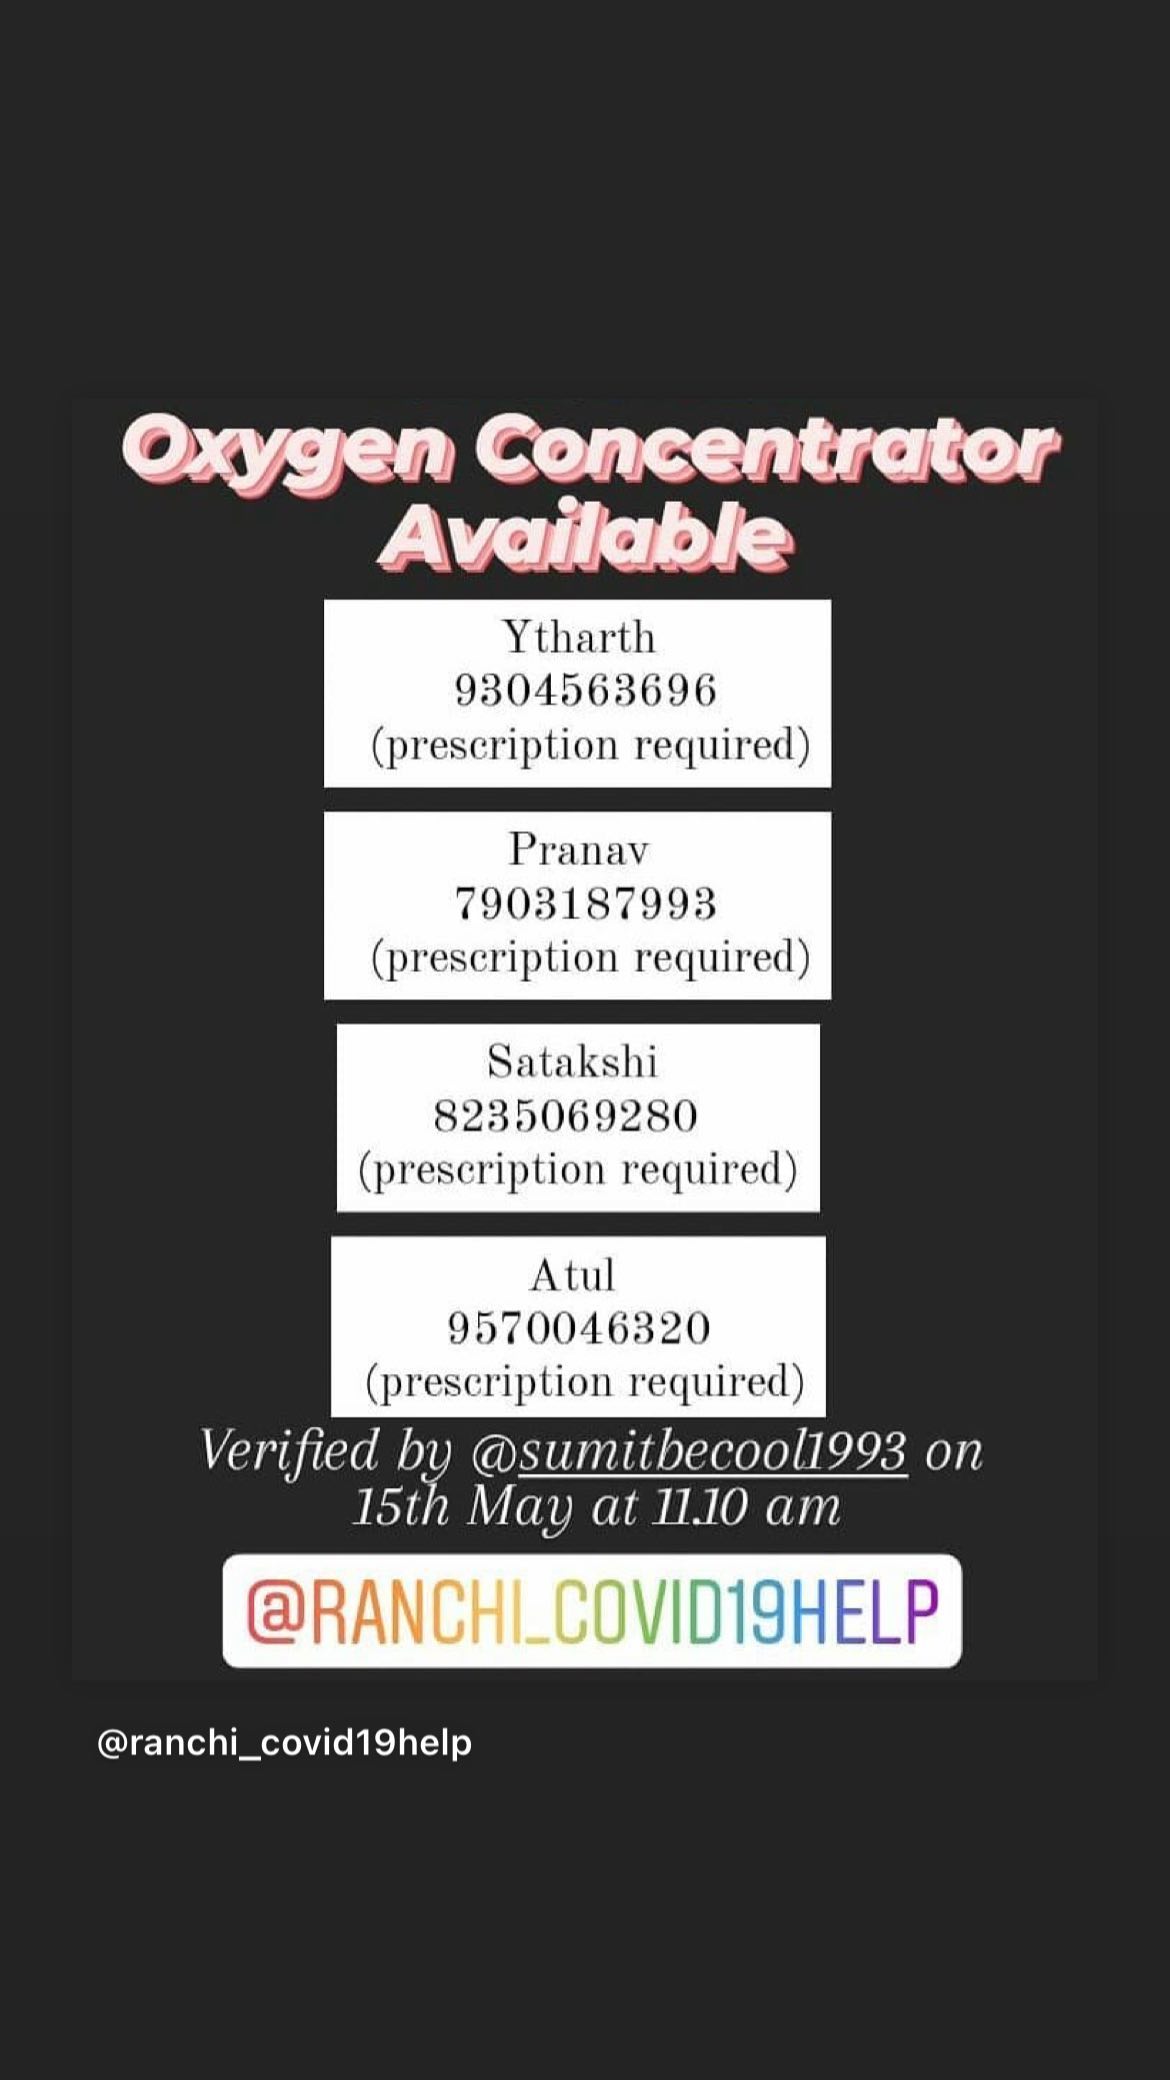 Oxygen Concentrator
Available
Ytharth
9304563696
(prescription required)
Pranav
7903187993
(prescription required)
Satakshi
8235069280
(prescription required)
Atul
9570046320
(prescription required)
Verified by @sumitbecool1993 on
15th May at 11.10 am
@RANCHI_COVID19HELP
@ranchi_covid19help